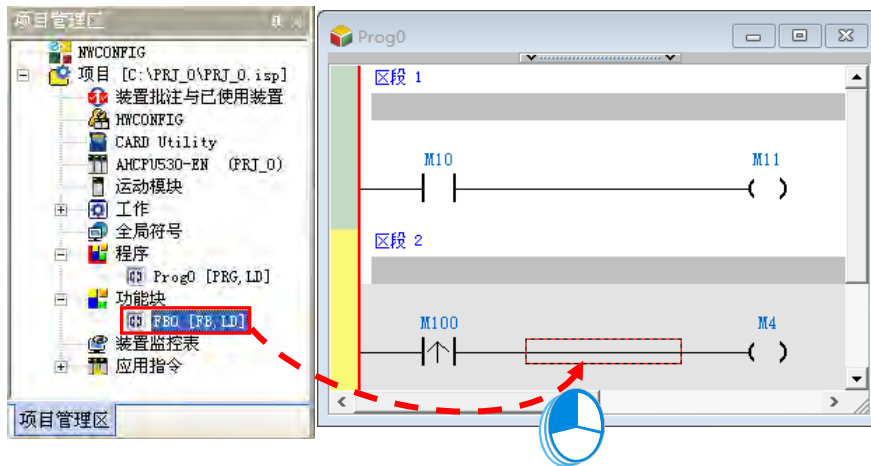 项目管理区
NWCONFIG
项目 [C:\PRJ_0\PRJ_0.isp]
装置批注与已使用装置
HWCONFIG
CARD Utility
AHCPU530-EN (PRJ_0)
运动模块
工作
全局符号
程序
Prog0 [PRG,LD]
功能块
FB0 [FB,LD]
装置监控表
应用指令
项目管理区
Prog0
区段 1
M10 M11
区段 2
M100 M4